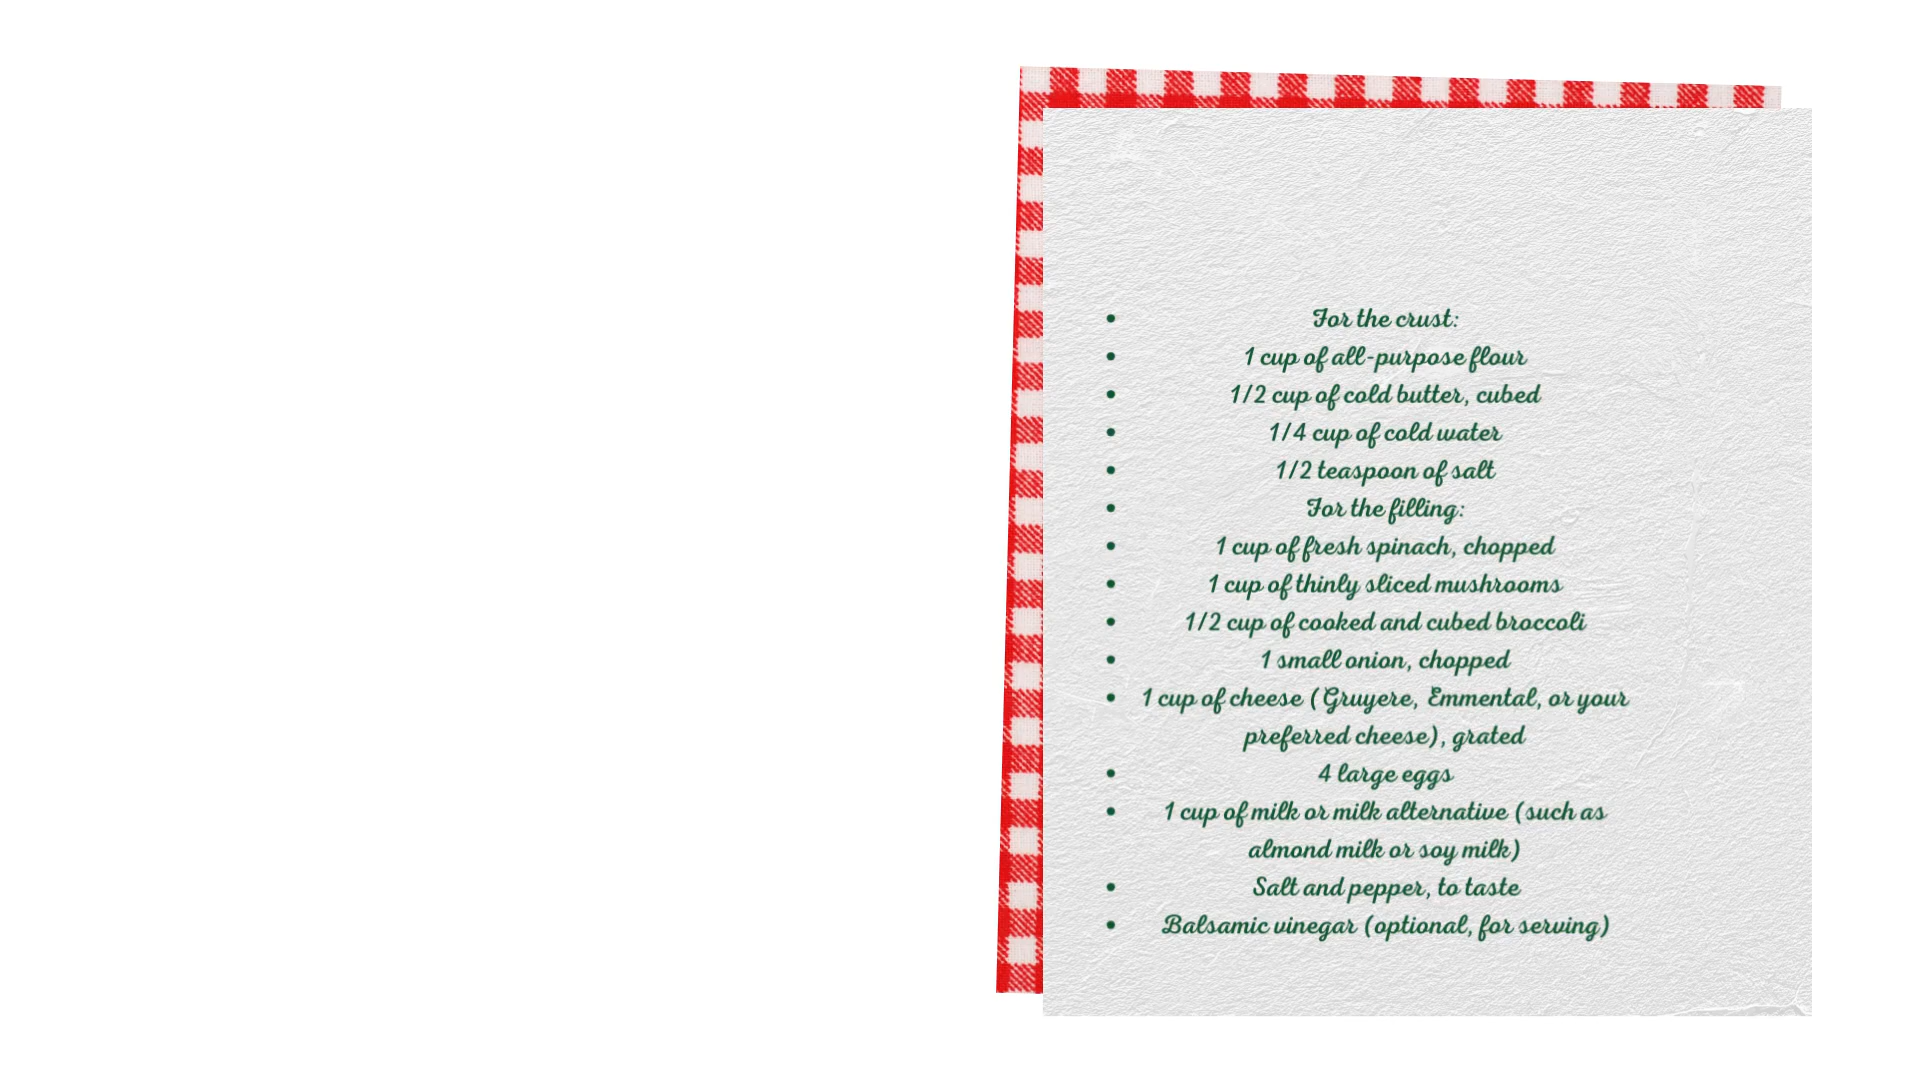 • For the crust:
• 1 cup of all-purpose flour
• 1/2 cup of cold butter, cubed
• 1/4 cup of cold water
• 1/2 teaspoon of salt
• For the filling:
• 1 cup of fresh spinach, chopped
• 1 cup of thinly sliced mushrooms
• 1/2 cup of cooked and cubed broccoli
• 1 small onion, chopped
• 1 cup of cheese (Gruyere, Emmental, or your
preferred cheese), grated
• 4 large eggs
• 1 cup of milk or milk alternative (such as
almond milk or soy milk)
• Salt and pepper, to taste
• Balsamic vinegar (optional, for serving)